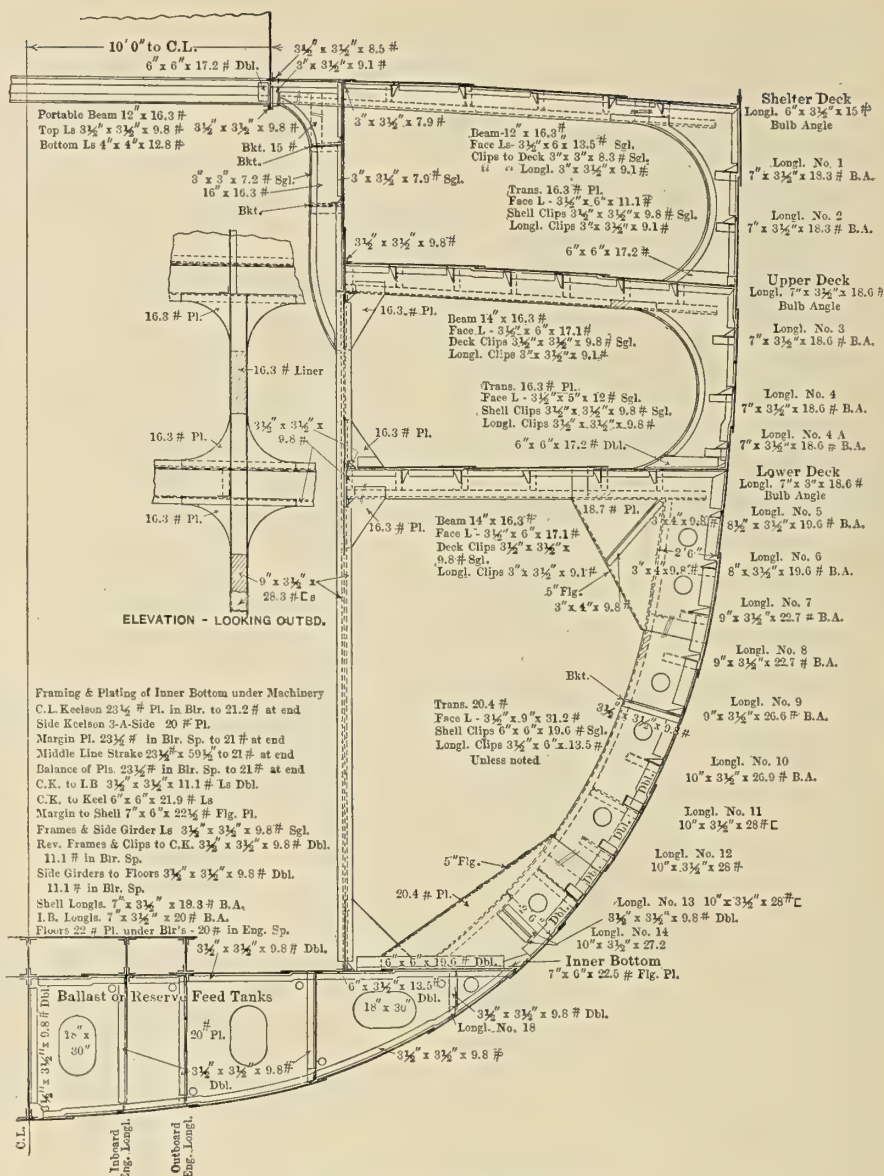 10' 0" to C.L.
3½" x 3½" x 8.5 #
6" x 6" x 17.2 # Dbl.
3" x 3½" x 9.1 #
Portable Beam 12" x 16.3 #
Top Ls 3½" x 3½" x 9.8 #
Bottom Ls 4" x 4" x 12.8 #
3½" x 3½" x 9.8 #
Bkt. 15 #
Bkt.
3" x 3" x 7.2 # Sgl.
16" x 16.3 #
Bkt.
3" x 3½" x 7.9 #
3" x 3½" x 7.9 # Sgl.
Beam-12" x 16.3 #
Face Ls- 3½" x 6 x 13.5 # Sgl.
Clips to Deck 3" x 3" x 8.3 # Sgl.
" " Longl. 3" x 3½" x 9.1 #
Trans. 16.3 # Pl.
Face L - 3½" x 6" x 11.1 #
Shell Clips 3½" x 3½" x 9.8 # Sgl.
Longl. Clips 3" x 3½" x 9.1
3½" x 3½" x 9.8 #
6" x 6" x 17.2 #
Shelter Deck
Longl. 6" x 3½" x 15 #
Bulb Angle
Longl. No. 1
7" x 3½" x 18.3 # B.A.
Longl. No. 2
7" x 3½" x 18.3 # B.A.
Upper Deck
Longl. 7" x 3½" x 18.6 #
Bulb Angle
Longl. No. 3
7" x 3½" x 18.6 # B.A.
Longl. No. 4
7" x 3½" x 18.6 # B.A.
Longl. No. 4 A
7" x 3½" x 18.6 # B.A.
Lower Deck
Longl. 7" x 3" x 18.6 #
Bulb Angle
16.3 # Pl.
16.3 # Liner
3½" x 3½" x
9.8 #
16.3 # Pl.
16.3 # Pl.
9" x 3½" x
28.3 # ⊏s
ELEVATION - LOOKING OUTBD.
16.3 # Pl.
Beam 14" x 16.3 #
Face L - 3½" x 6" x 17.1 #
Deck Clips 3½" x 3½" x 9.8 # Sgl.
Longl. Clips 3" x 3½" x 9.1 #
Trans. 16.3 # Pl.
Face L - 3½" x 5" x 12 # Sgl.
Shell Clips 3½" x 3½" x 9.8 # Sgl.
Longl. Clips 3½" x 3½" x 9.8
6" x 6" x 17.2 # Dbl.
16.3 # Pl.
16.3 # Pl.
Beam 14" x 16.3 #
Face L - 3½" x 6" x 17.1 #
Deck Clips 3½" x 3½" x
9.8 # Sgl.
Longl. Clips 3" x 3½" x 9.1 #
18.7 # Pl.
3" x 4" x 9.8 #
2' 6"
3" x 4" x 9.8 #
5" Flg.
3" x 4" x 9.8 #
Longl. No. 5
8½" x 3½" x 19.6 # B.A.
Longl. No. 6
8" x 3½" x 19.6 # B.A.
Longl. No. 7
9" x 3½" x 22.7 # B.A.
Longl. No. 8
9" x 3½" x 22.7 # B.A.
Longl. No. 9
9" x 3½" x 26.6 # B.A.
Longl. No. 10
10" x 3½" x 26.9 # B.A.
Longl. No. 11
10" x 3½" x 28 # ⊏
Longl. No. 12
10" x 3½" x 28 #
Longl. No. 13 10" x 3½" x 28 # ⊏
3½" x 3½" x 9.8 # Dbl.
Longl. No. 14
10" x 3½" x 27.2
Inner Bottom
7" x 6" x 22.5 # Flg. Pl.
Bkt.
3½" x 3½" x 9.8 #
Trans. 20.4 #
Face L - 3½" x 9" x 31.2 #
Shell Clips 6" x 6" x 19.6 # Sgl.
Longl. Clips 3½" x 6" x 13.5 #
Unless noted
Dbl.
Dbl.
Dbl.
Dbl.
5" Flg.
20.4 # Pl.
Framing & Plating of Inner Bottom under Machinery
C.L. Keelson 23½ # Pl. in Blr. to 21.2 # at end
Side Keelson 3-A-Side 20 # Pl.
Margin Pl. 23½ # in Blr. Sp. to 21 # at end
Middle Line Strake 23½ # x 59½" to 21 # at end
Balance of Pls. 23½ # in Blr. Sp. to 21 # at end
C.K. to I.B 3½" x 3½" x 11.1 # Ls Dbl.
C.K. to Keel 6" x 6" x 21.9 # Ls
Margin to Shell 7" x 6" x 22½ # Flg. Pl.
Frames & Side Girder Ls 3½" x 3½" x 9.8 # Sgl.
Rev. Frames & Clips to C.K. 3½" x 3½" x 9.8 # Dbl.
11.1 # in Blr. Sp.
Side Girders to Floors 3½" x 3½" x 9.8 # Dbl.
11.1 # in Blr. Sp.
Shell Longls. 7" x 3½" x 18.3 # B.A.
I.B. Longls. 7" x 3½" x 20 # B.A.
Floors 22 # Pl. under Blr's - 20 # in Eng. Sp.
3½" x 3½" x 9.8 # Dbl.
6" x 6" x 19.6 # Dbl.
6" x 3½" x 13.5 #
Dbl.
Ballast or Reserve Feed Tanks
3½" x 3½" x 9.8 # Dbl.
18" x
30"
20 # Pl.
18" x 30"
3½" x 3½" x 9.8 #
Dbl.
3½" x 3½" x 9.8 # Dbl.
Longl. No. 18
3½" x 3½" x 9.8 #
C.L.
Inboard
Eng. Longl.
Outboard
Eng. Longl.